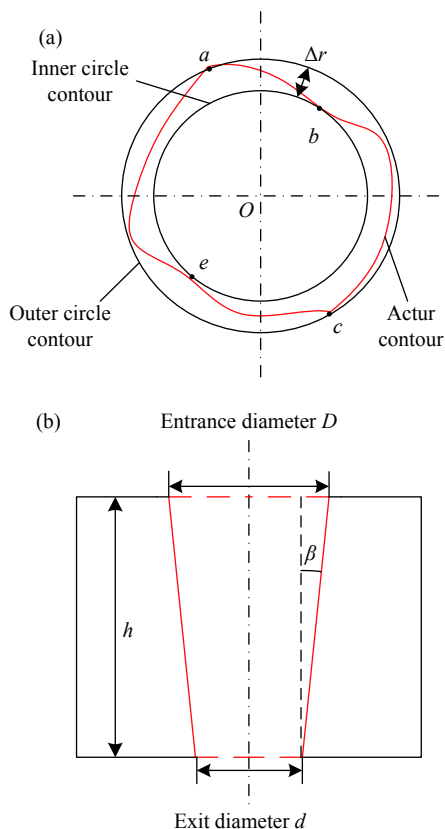 (a)
a
Δr
Inner circle
contour
b
O
e
Outer circle
contour
c
Actur
contour
(b)
Entrance diameter D
β
h
Exit diameter d